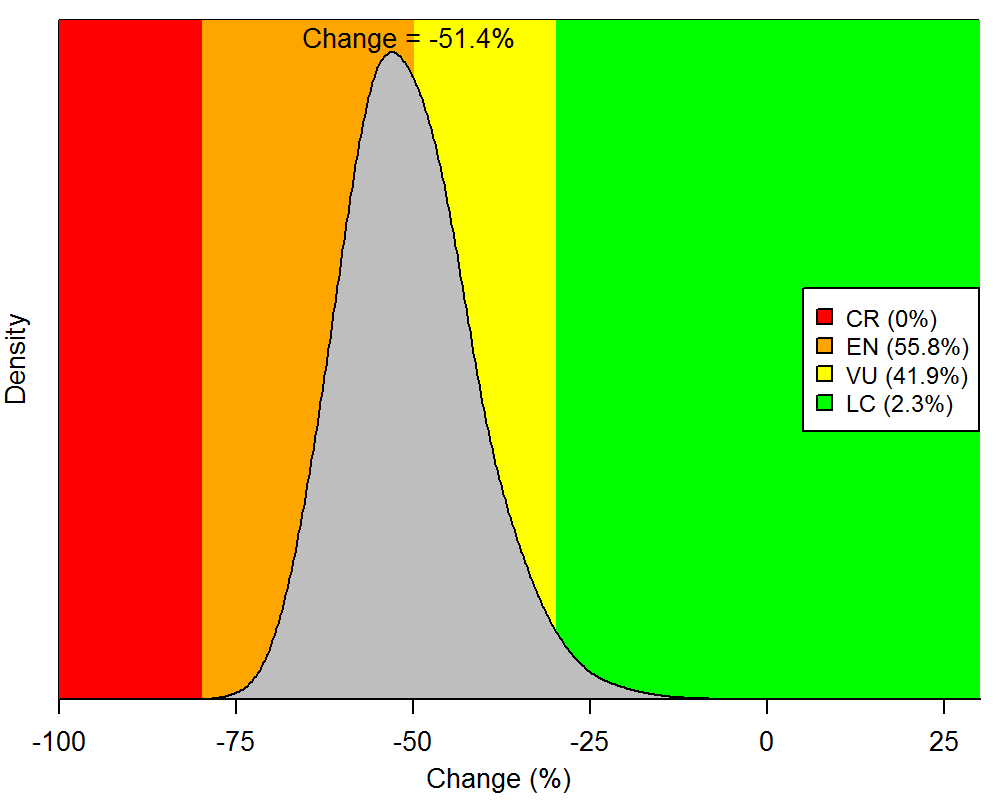 Change = -51.4%
Density
CR (0%)
EN (55.8%)
VU (41.9%)
LC (2.3%)
-100 -75 -50 -25 0 25
Change (%)